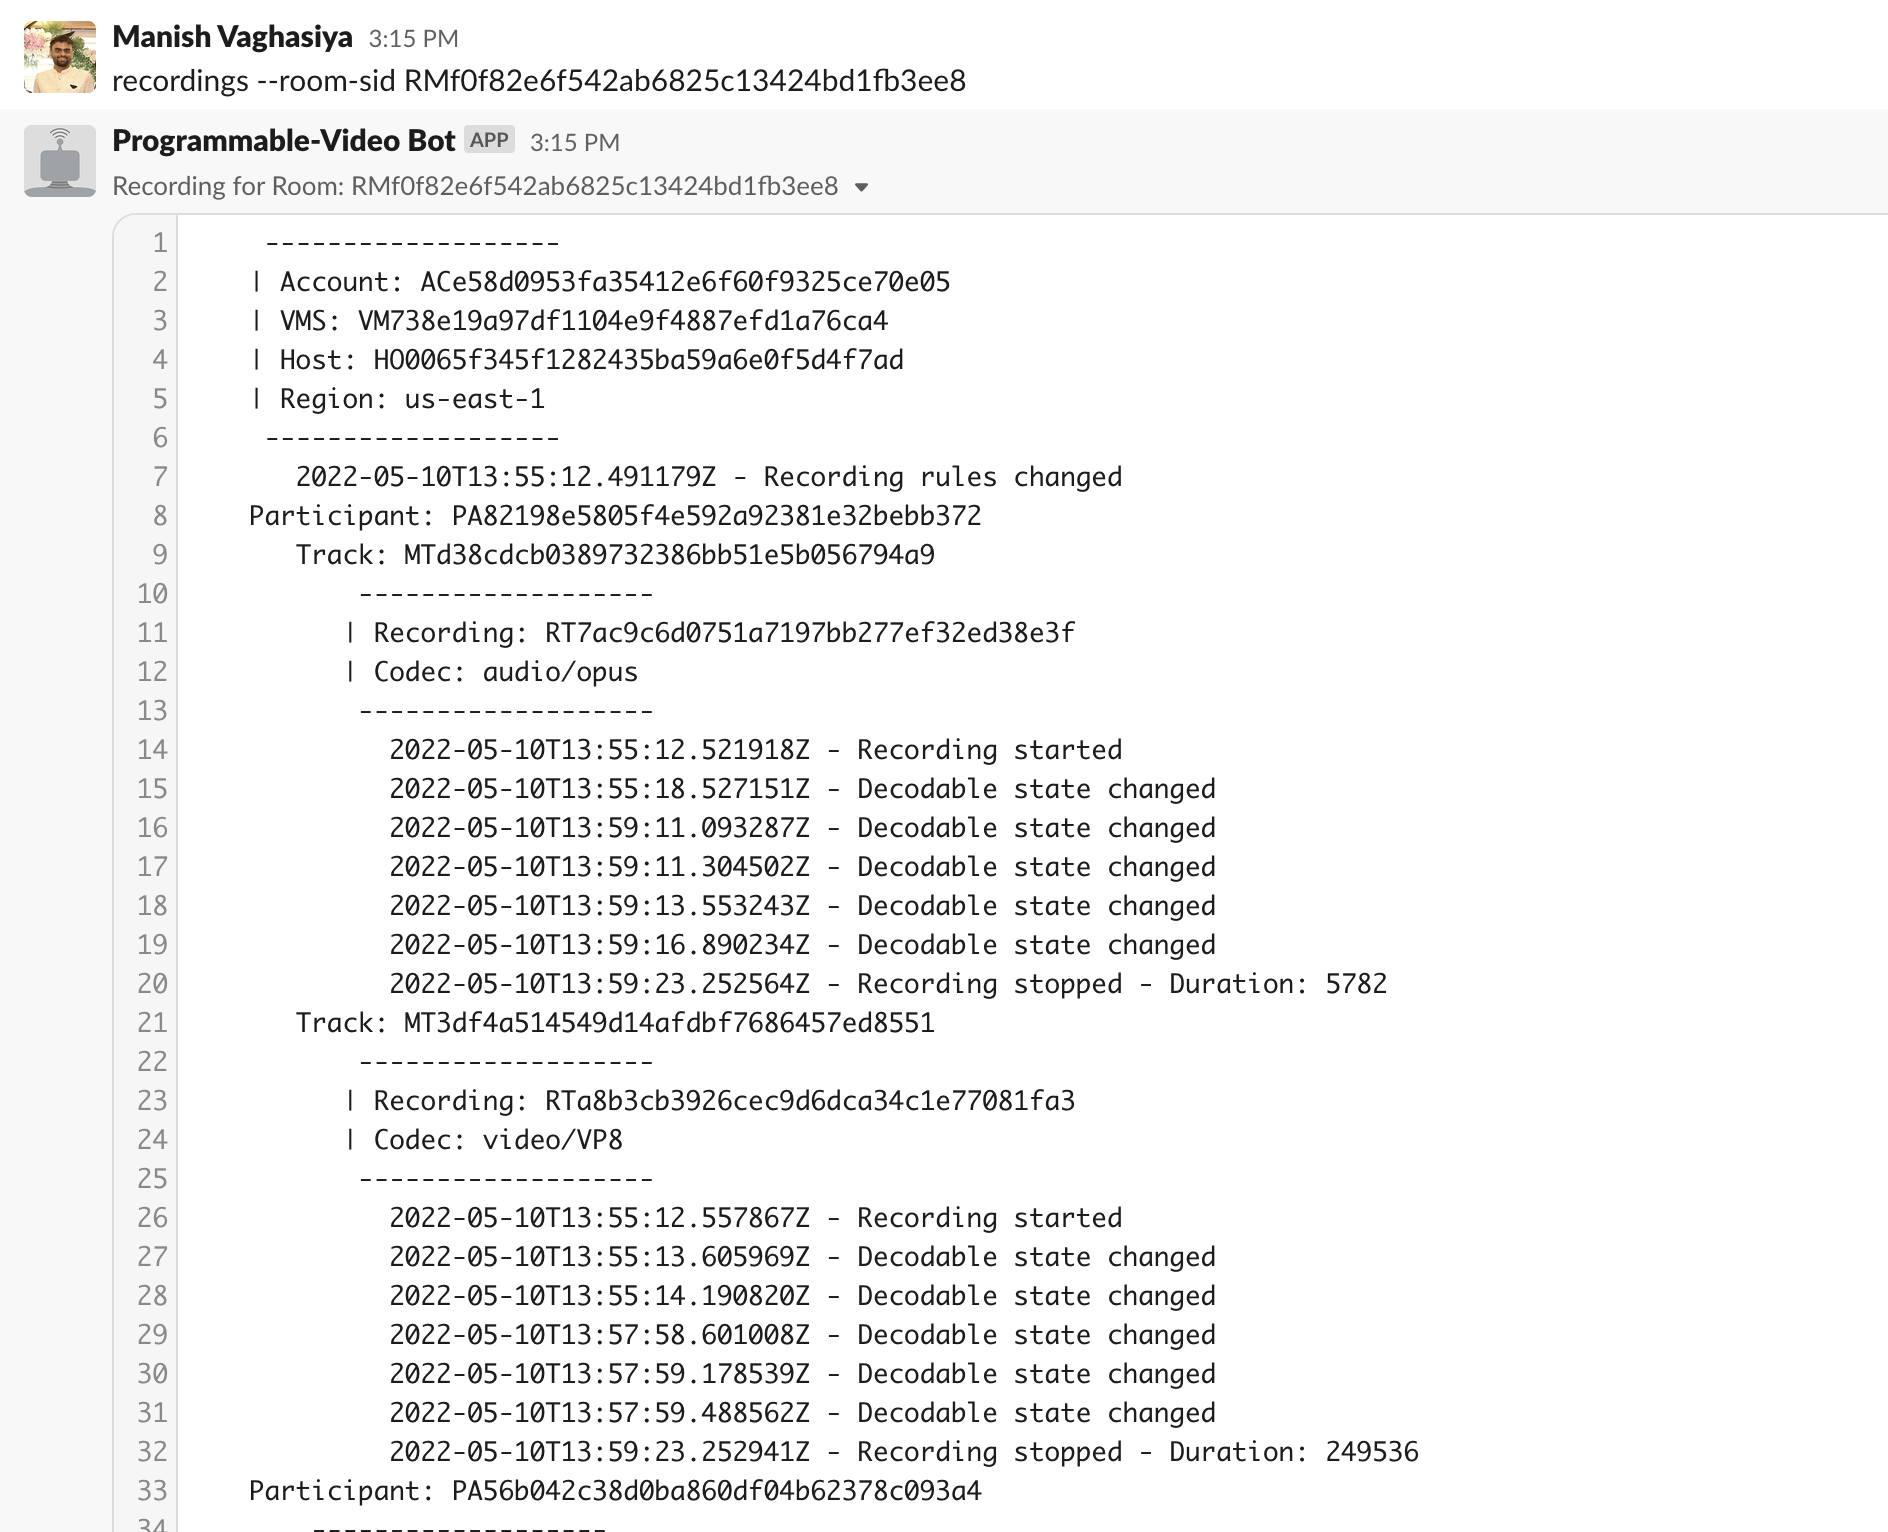 Manish Vaghasiya 3:15 PM
recordings --room-sid RMf0f82e6f542ab6825c13424bd1fb3ee8
Programmable-Video Bot APP 3:15 PM
Recording for Room: RMf0f82e6f542ab6825c13424bd1fb3ee8
1 -------------------
2 | Account: ACe58d0953fa35412e6f60f9325ce70e05
3 | VMS: VM738e19a97df1104e9f4887efd1a76ca4
4 | Host: HO0065f345f1282435ba59a6e0f5d4f7ad
5 | Region: us-east-1
6 -------------------
7 2022-05-10T13:55:12.491179Z - Recording rules changed
8 Participant: PA82198e5805f4e592a92381e32bebb372
9 Track: MTd38cdcb0389732386bb51e5b056794a9
10 -------------------
11 | Recording: RT7ac9c6d0751a7197bb277ef32ed38e3f
12 | Codec: audio/opus
13 -------------------
14 2022-05-10T13:55:12.521918Z - Recording started
15 2022-05-10T13:55:18.527151Z - Decodable state changed
16 2022-05-10T13:59:11.093287Z - Decodable state changed
17 2022-05-10T13:59:11.304502Z - Decodable state changed
18 2022-05-10T13:59:13.553243Z - Decodable state changed
19 2022-05-10T13:59:16.890234Z - Decodable state changed
20 2022-05-10T13:59:23.252564Z - Recording stopped - Duration: 5782
21 Track: MT3df4a514549d14afdbf7686457ed8551
22 -------------------
23 | Recording: RTa8b3cb3926cec9d6dca34c1e77081fa3
24 | Codec: video/VP8
25 -------------------
26 2022-05-10T13:55:12.557867Z - Recording started
27 2022-05-10T13:55:13.605969Z - Decodable state changed
28 2022-05-10T13:55:14.190820Z - Decodable state changed
29 2022-05-10T13:57:58.601008Z - Decodable state changed
30 2022-05-10T13:57:59.178539Z - Decodable state changed
31 2022-05-10T13:57:59.488562Z - Decodable state changed
32 2022-05-10T13:59:23.252941Z - Recording stopped - Duration: 249536
33 Participant: PA56b042c38d0ba860df04b62378c093a4
34 -------------------